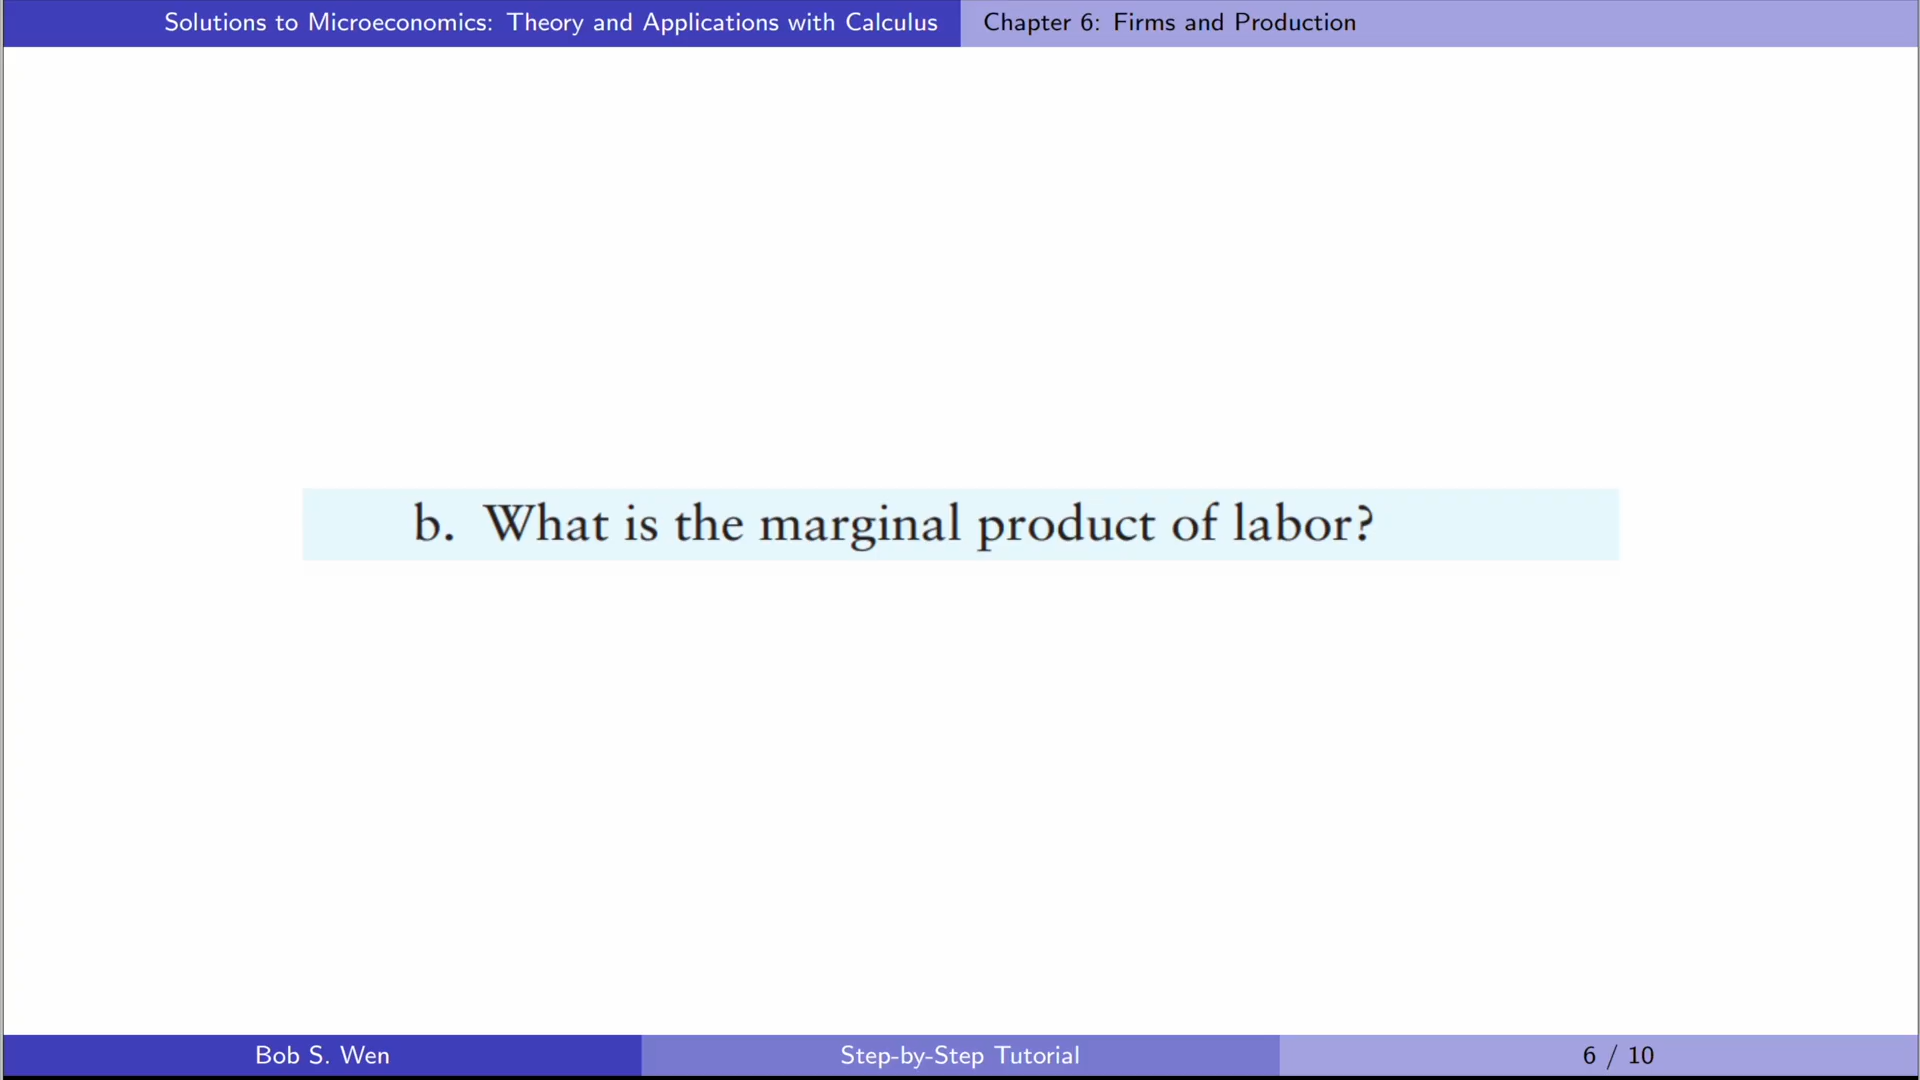 Solutions to Microeconomics: Theory and Applications with Calculus
Chapter 6: Firms and Production
b. What is the marginal product of labor?
Bob S. Wen
Step-by-Step Tutorial
6 / 10